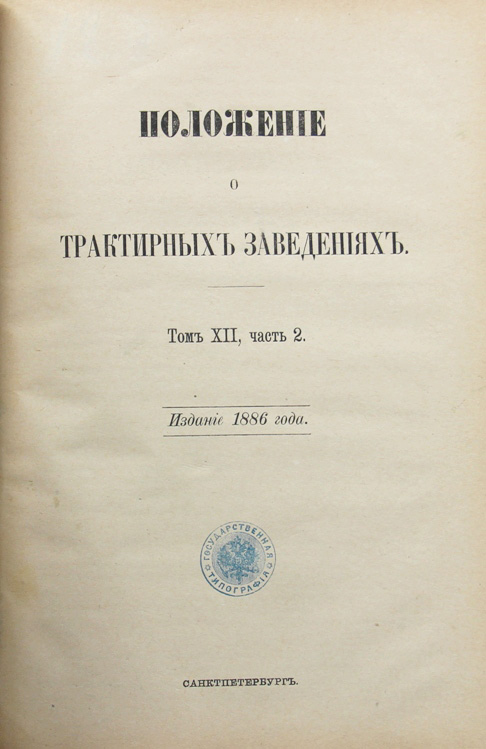 ПОЛОЖЕНІЕ
О
ТРАКТИРНЫХЪ ЗАВЕДЕНІЯХЪ.
Томъ XII, часть 2.
Изданіе 1886 года.
ГОСУДАРСТВЕННАЯ
ТИПОГРАФІЯ
САНКТПЕТЕРБУРГЪ.